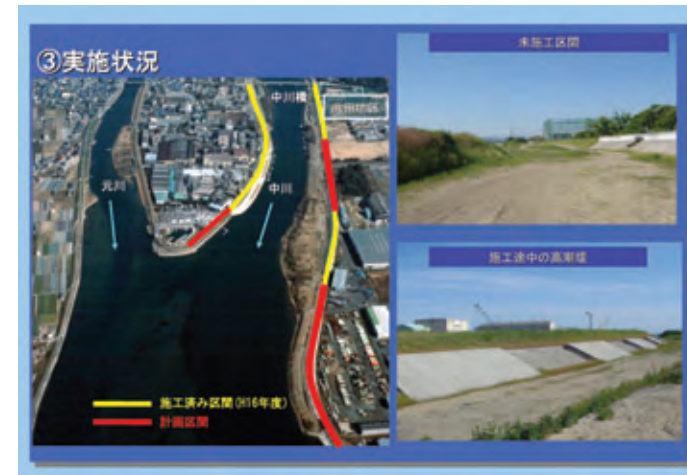 ③実施状況
中川橋
元川
中川
施工済み区間(H16年度)
計画区間
未施工区間
施工途中の高潮堤